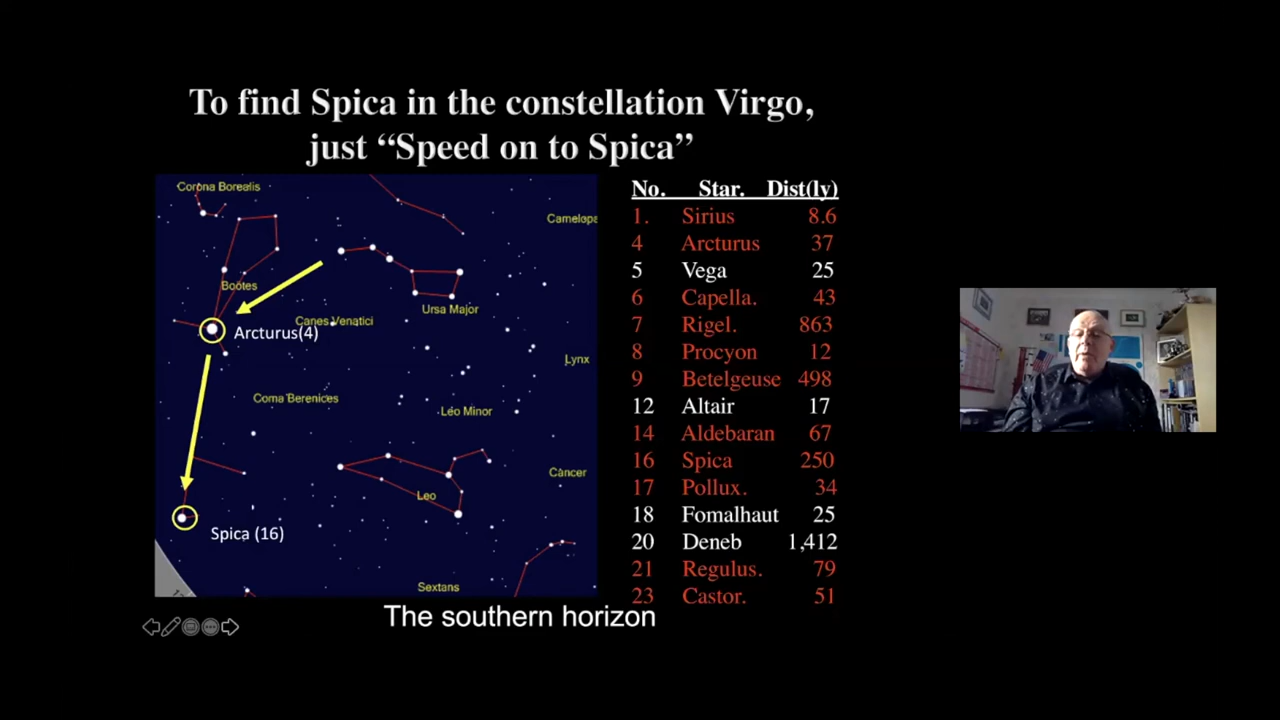 To find Spica in the constellation Virgo,
just “Speed on to Spica”
Corona Borealis
Camelopa
Bootes
Canes Venatici
Ursa Major
Arcturus(4)
Lynx
Coma Berenices
Leo Minor
Cancer
Leo
Spica (16)
Sextans
No. Star. Dist(ly)
1. Sirius 8.6
4 Arcturus 37
5 Vega 25
6 Capella. 43
7 Rigel. 863
8 Procyon 12
9 Betelgeuse 498
12 Altair 17
14 Aldebaran 67
16 Spica 250
17 Pollux. 34
18 Fomalhaut 25
20 Deneb 1,412
21 Regulus. 79
23 Castor. 51
The southern horizon